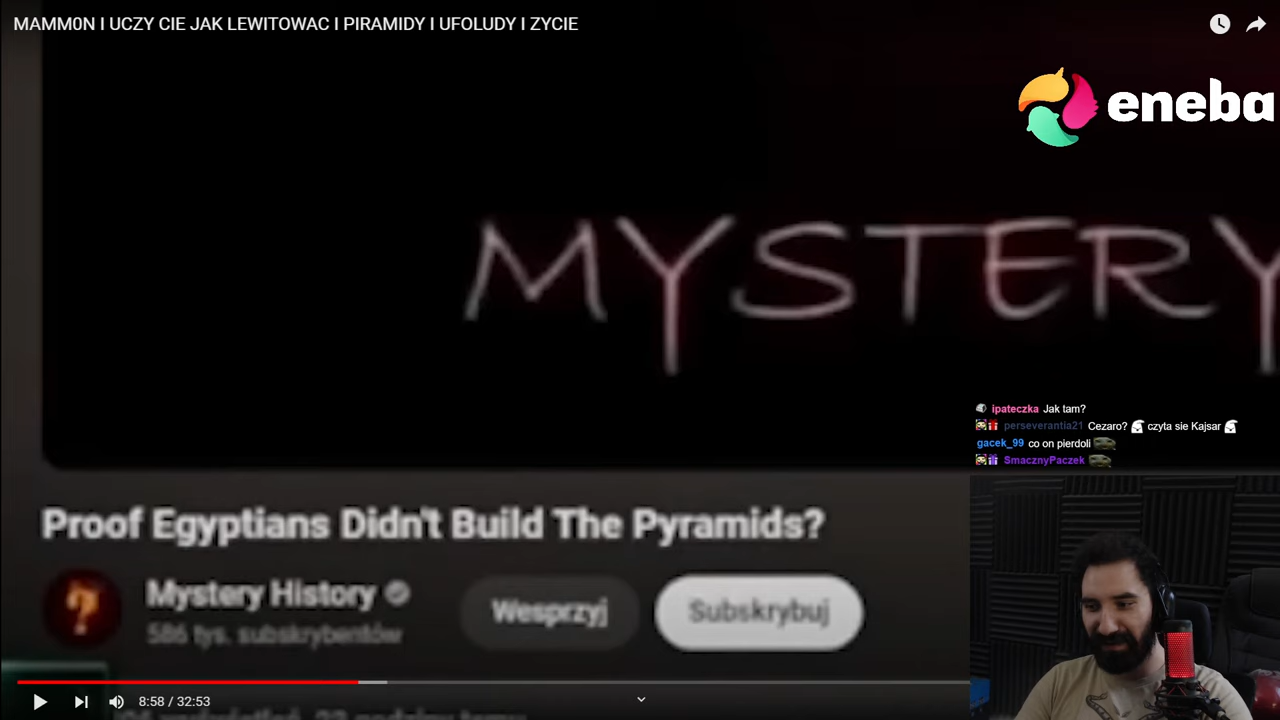 MAMM0N I UCZY CIE JAK LEWITOWAC I PIRAMIDY I UFOLUDY I ZYCIE
eneba
MYSTERY
ipateczka Jak tam?
perseverantia21 Cezaro? czyta sie Kajsar
gacek_99 co on pierdoli
SmacznyPaczek
Proof Egyptians Didn't Build The Pyramids?
Mystery History
Wesprzyj
Subskrybuj
586 tys. subskrybentów
8:58 / 32:53